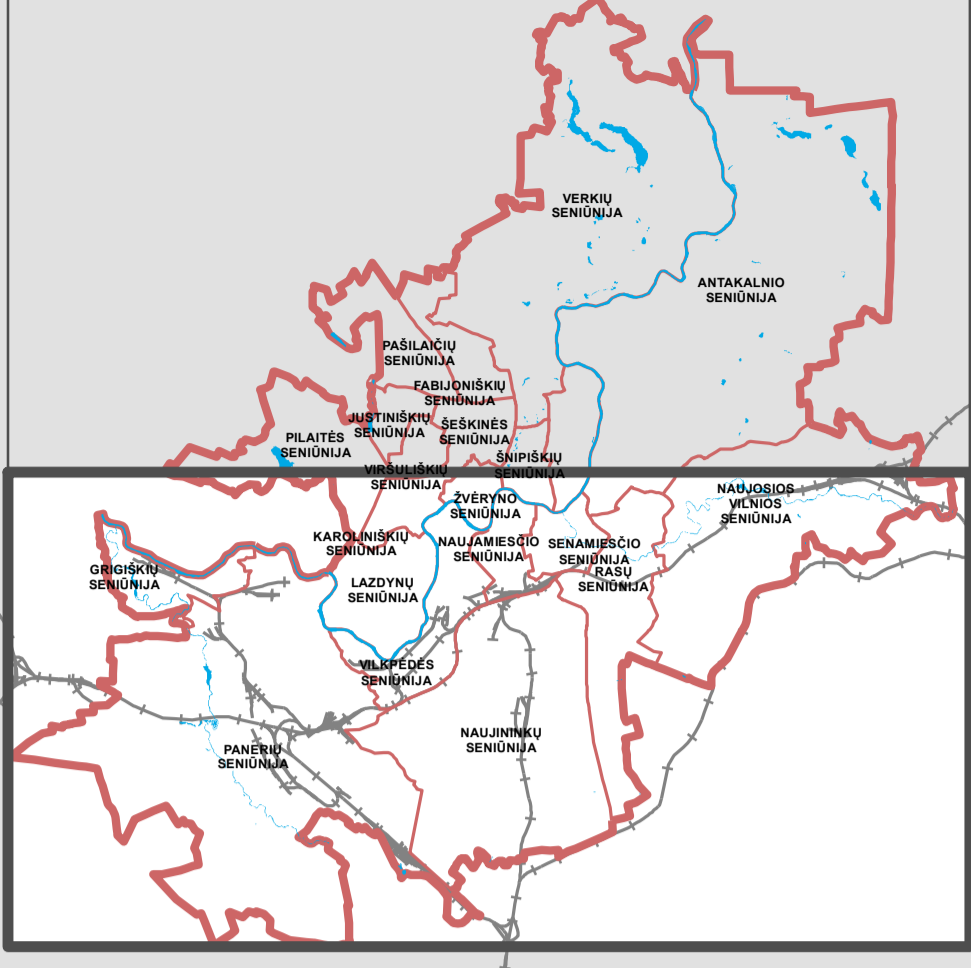 VERKIŲ
SENIŪNIJA
ANTAKALNIO
SENIŪNIJA
PAŠILAIČIŲ
SENIŪNIJA
FABIJONIŠKIŲ
SENIŪNIJA
JUSTINIŠKIŲ
SENIŪNIJA
ŠEŠKINĖS
SENIŪNIJA
PILAITĖS
SENIŪNIJA
ŠNIPIŠKIŲ
SENIŪNIJA
VIRŠULIŠKIŲ
SENIŪNIJA
NAUJOSIOS
VILNIOS
SENIŪNIJA
ŽVĖRYNO
SENIŪNIJA
KAROLINIŠKIŲ
SENIŪNIJA
NAUJAMIESČIO
SENIŪNIJA
SENAMIESČIO
SENIŪNIJA
GRIGIŠKIŲ
SENIŪNIJA
RASŲ
SENIŪNIJA
LAZDYNŲ
SENIŪNIJA
VILKPĖDĖS
SENIŪNIJA
NAUJININKŲ
SENIŪNIJA
PANERIŲ
SENIŪNIJA